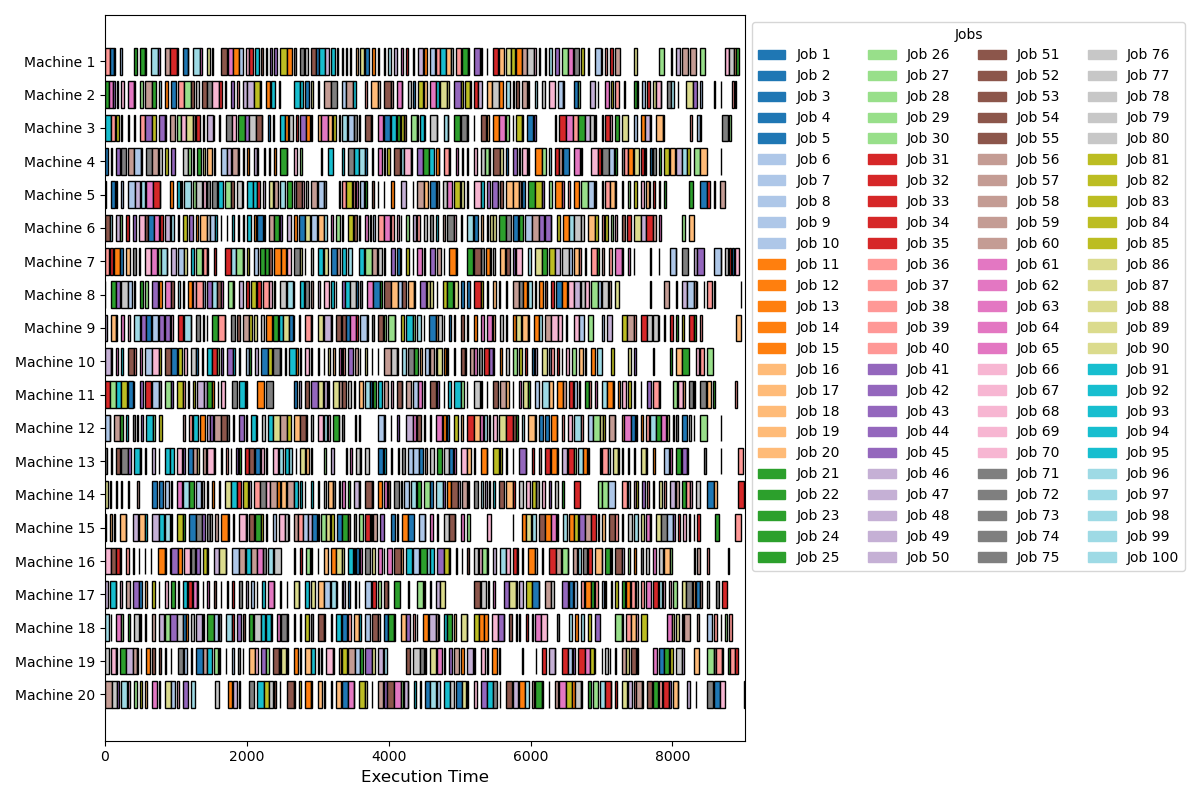 Machine 1
Machine 2
Machine 3
Machine 4
Machine 5
Machine 6
Machine 7
Machine 8
Machine 9
Machine 10
Machine 11
Machine 12
Machine 13
Machine 14
Machine 15
Machine 16
Machine 17
Machine 18
Machine 19
Machine 20
0 2000 4000 6000 8000
Execution Time
Jobs
Job 1 Job 26 Job 51 Job 76
Job 2 Job 27 Job 52 Job 77
Job 3 Job 28 Job 53 Job 78
Job 4 Job 29 Job 54 Job 79
Job 5 Job 30 Job 55 Job 80
Job 6 Job 31 Job 56 Job 81
Job 7 Job 32 Job 57 Job 82
Job 8 Job 33 Job 58 Job 83
Job 9 Job 34 Job 59 Job 84
Job 10 Job 35 Job 60 Job 85
Job 11 Job 36 Job 61 Job 86
Job 12 Job 37 Job 62 Job 87
Job 13 Job 38 Job 63 Job 88
Job 14 Job 39 Job 64 Job 89
Job 15 Job 40 Job 65 Job 90
Job 16 Job 41 Job 66 Job 91
Job 17 Job 42 Job 67 Job 92
Job 18 Job 43 Job 68 Job 93
Job 19 Job 44 Job 69 Job 94
Job 20 Job 45 Job 70 Job 95
Job 21 Job 46 Job 71 Job 96
Job 22 Job 47 Job 72 Job 97
Job 23 Job 48 Job 73 Job 98
Job 24 Job 49 Job 74 Job 99
Job 25 Job 50 Job 75 Job 100